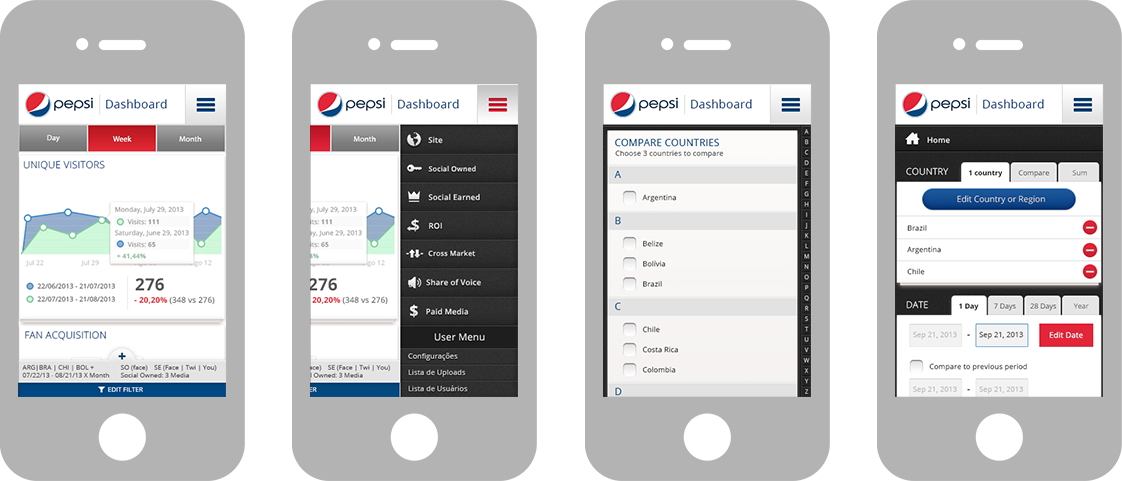 pepsi Dashboard
Day Week Month
UNIQUE VISITORS
Monday, July 29, 2013
Visits: 111
Saturday, June 29, 2013
Visits: 65
+ 41,44%
Jul 22 Jul 29 ago 12
22/06/2013 - 21/07/2013
22/07/2013 - 21/08/2013
276
- 20,20% (348 vs 276)
FAN ACQUISITION
+
ARG|BRA | CHI | BOL + SO (face) SE (Face | Twi | You)
07/22/13 - 08/21/13 X Month Social Owned: 3 Media
EDIT FILTER
pepsi Dashboard
Month
Site
Social Owned
Social Earned
ROI
Cross Market
Share of Voice
Paid Media
User Menu
Configurações
Lista de Uploads
Lista de Usuários
276
20,20% (348 vs 276)
SO (face)
Social Owned: 3
EDIT FILTER
pepsi Dashboard
COMPARE COUNTRIES
Choose 3 countries to compare
A
Argentina
B
Belize
Bolívia
Brazil
C
Chile
Costa Rica
Colombia
D
A
B
C
D
E
F
G
H
I
J
K
L
M
N
O
P
Q
R
S
T
U
V
W
X
Y
Z
pepsi Dashboard
Home
COUNTRY 1 country Compare Sum
Edit Country or Region
Brazil
Argentina
Chile
DATE 1 Day 7 Days 28 Days Year
Sep 21, 2013 - Sep 21, 2013 Edit Date
Compare to previous period
Sep 21, 2013 - Sep 21, 2013